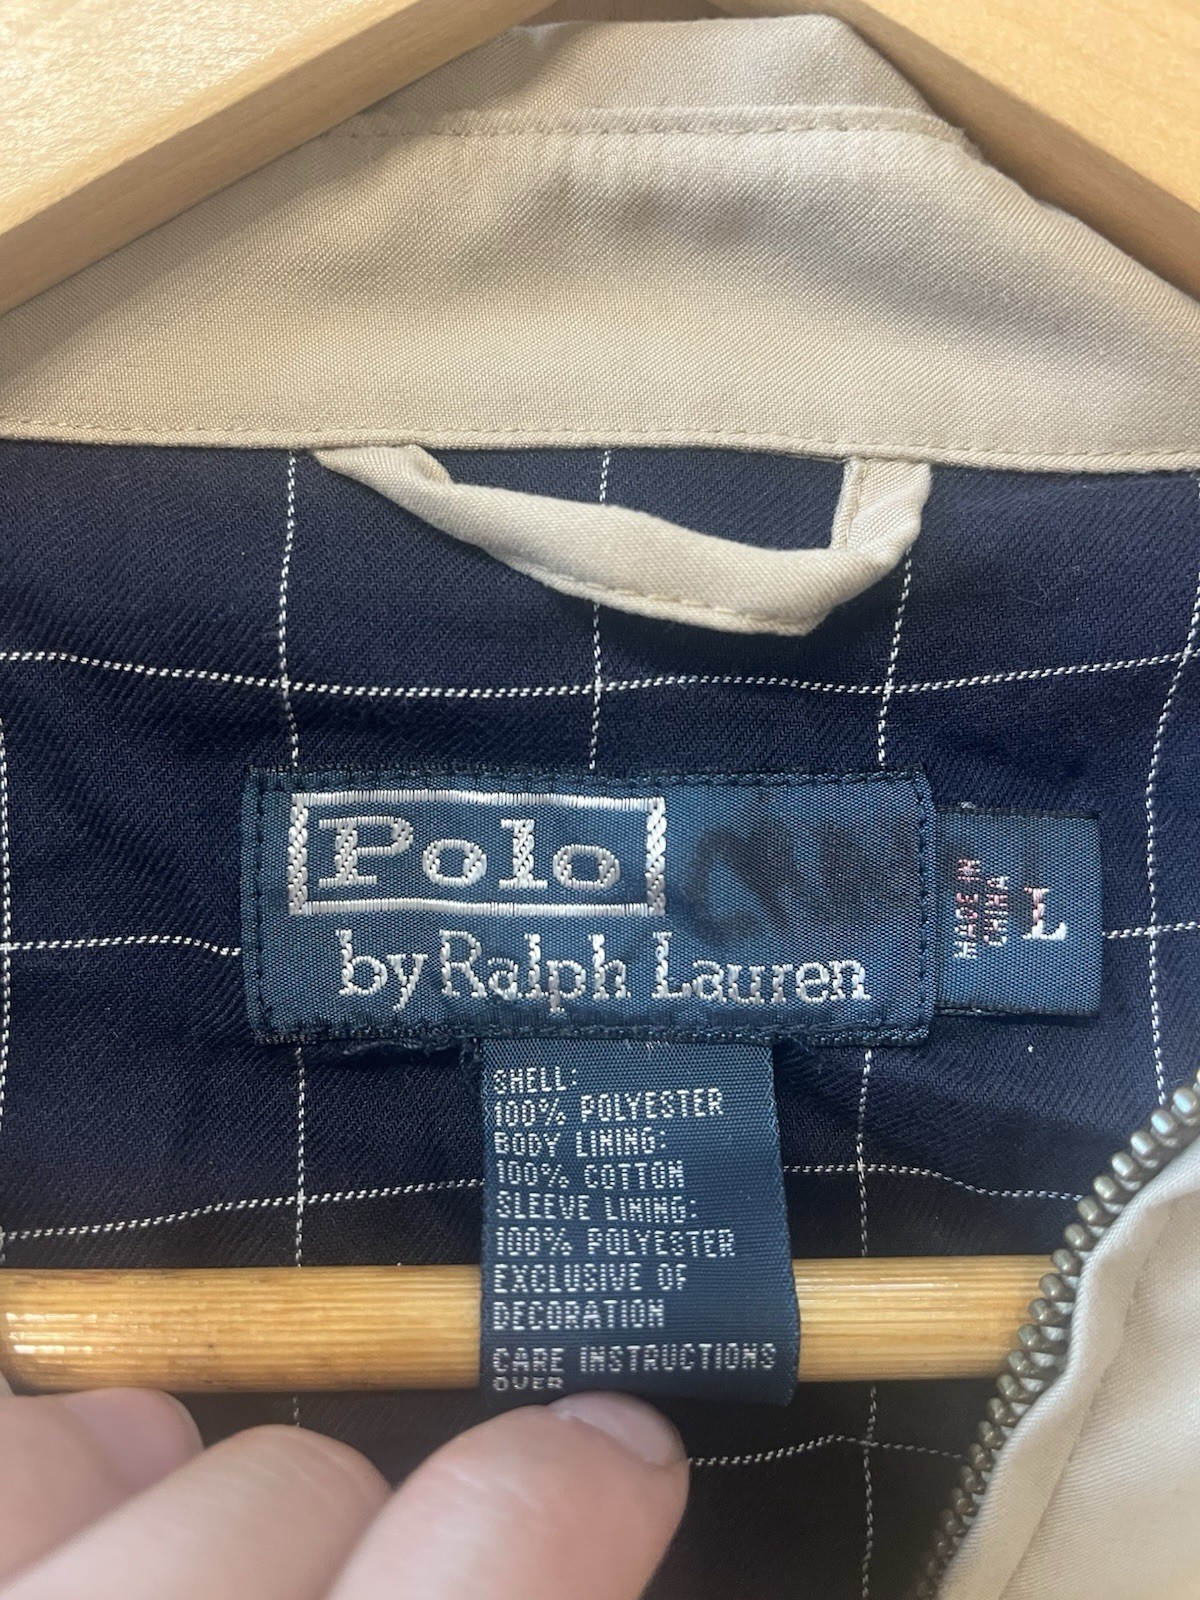 Polo
by Ralph Lauren
MADE IN
CHINA
L
SHELL:
100% POLYESTER
BODY LINING:
100% COTTON
SLEEVE LINING:
100% POLYESTER
EXCLUSIVE OF
DECORATION
CARE INSTRUCTIONS
OVER